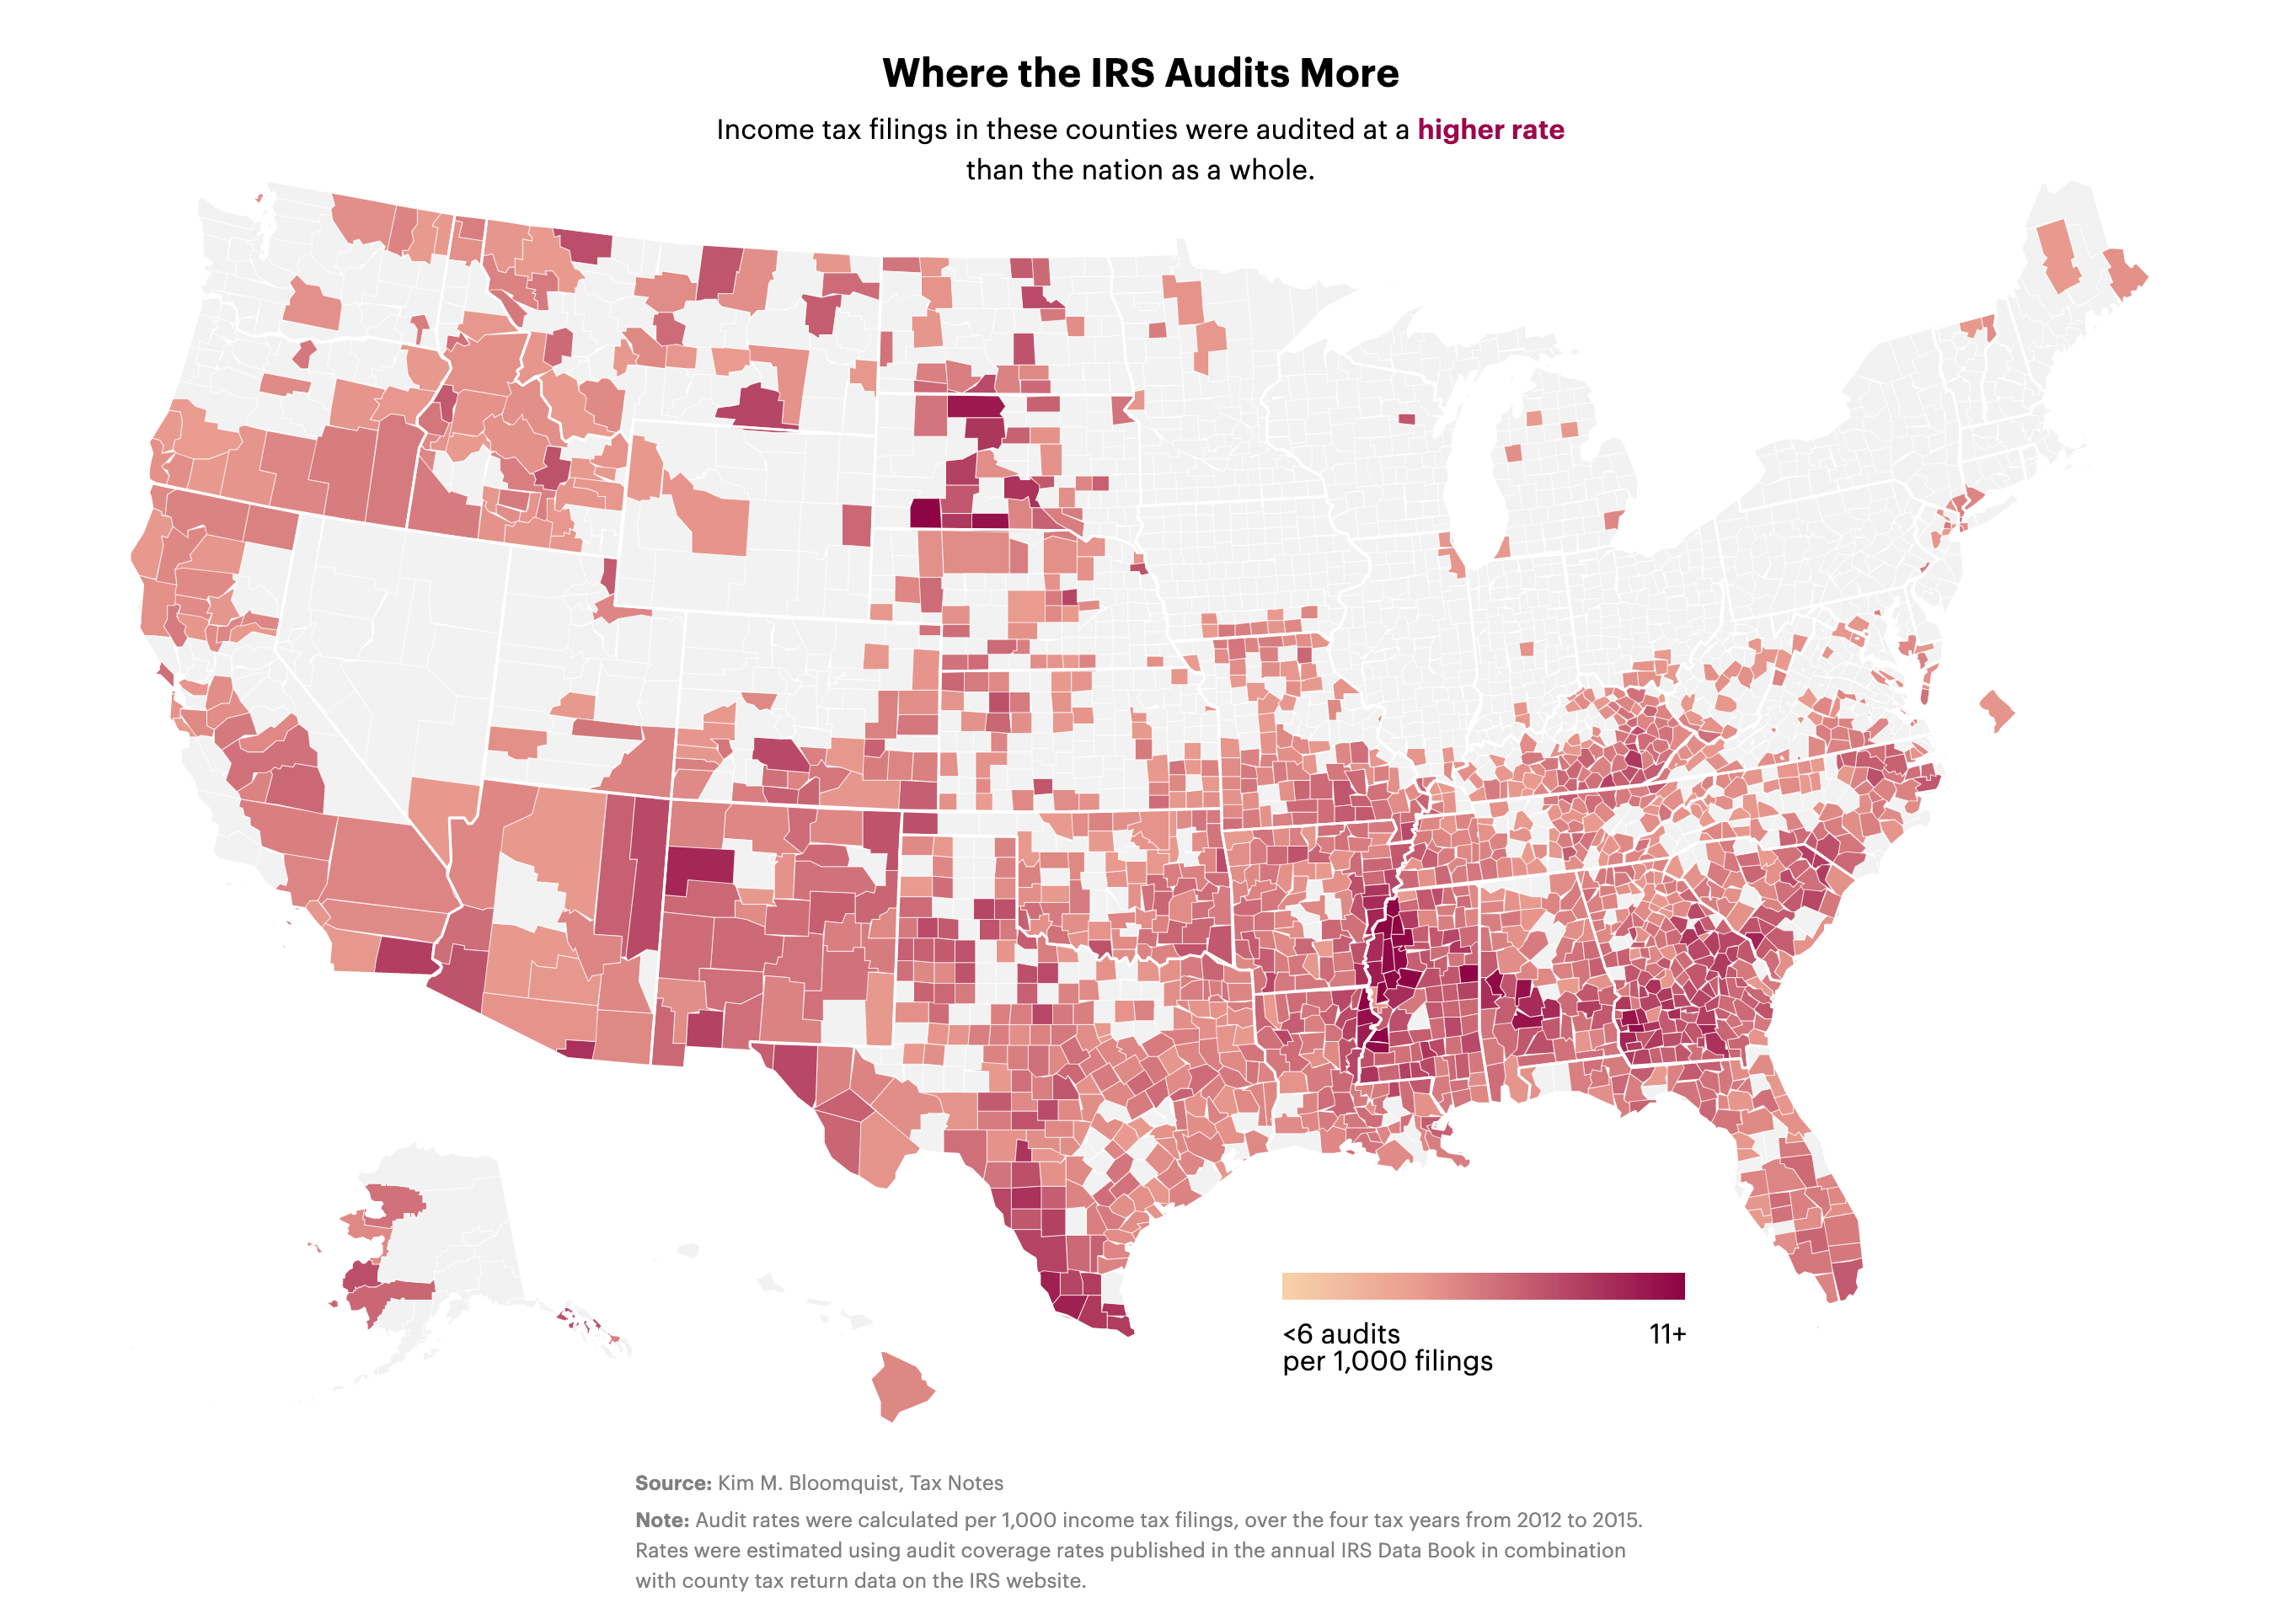 Where the IRS Audits More
Income tax filings in these counties were audited at a higher rate
than the nation as a whole.
<6 audits
per 1,000 filings
11+
Source: Kim M. Bloomquist, Tax Notes
Note: Audit rates were calculated per 1,000 income tax filings, over the four tax years from 2012 to 2015.
Rates were estimated using audit coverage rates published in the annual IRS Data Book in combination
with county tax return data on the IRS website.